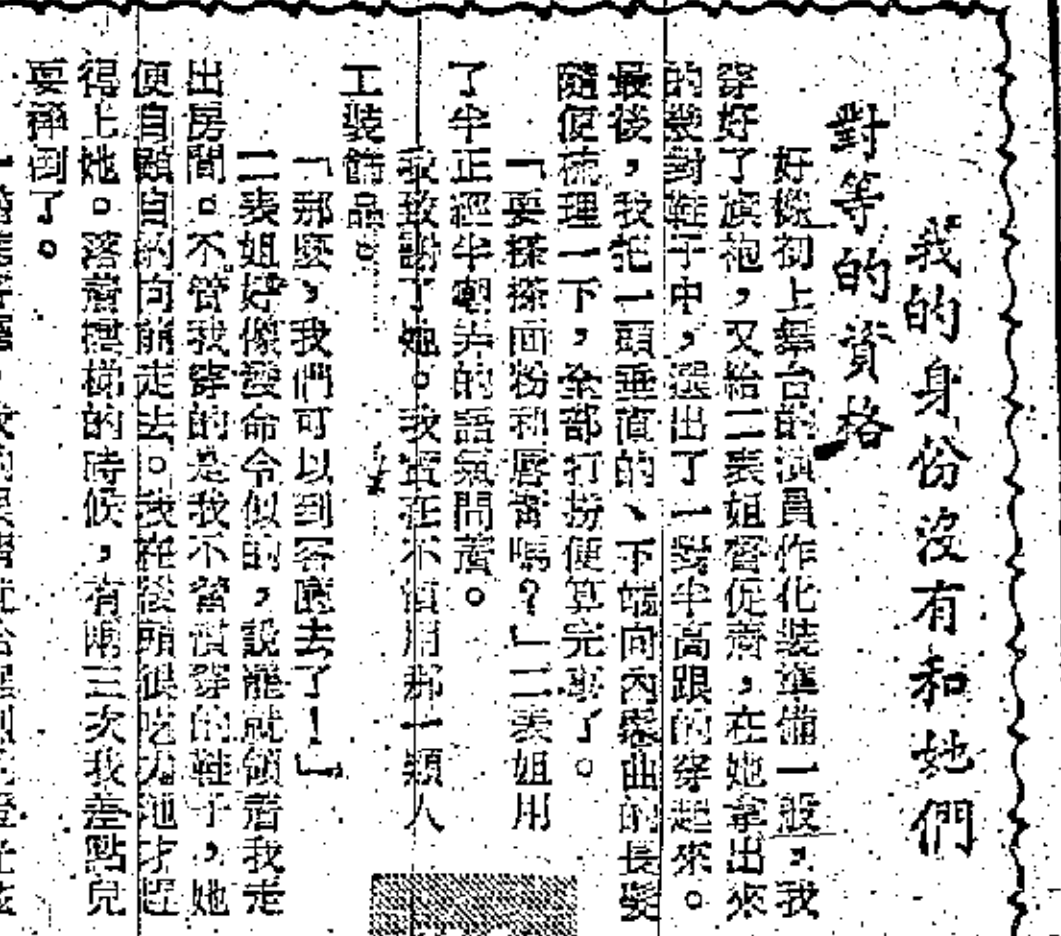 我的身份沒有和她們
對等的資格
好像初上舞台的演員作化裝準備一般，我
穿好了旗袍，又給二表姐督促着，在她拿出來
的幾對鞋子中，選出了一對半高跟的穿起來。
最後，我把一頭垂直的、下端向內彎曲的長髮
隨便梳理一下，全部打扮便算完事了。
「要搽搽面粉和唇膏嗎？」二表姐用
了半正經半嘲弄的語氣問着。
我致謝了她。我實在不慣用那一類人
工裝飾品。
「那麼，我們可以到客廳去了！」
二表姐好像發命令似的，說罷就領着我走
出房間。不管我穿的是我不習慣穿的鞋子，她
便自顧自的向前走去。我在後頭很吃力地才趕
得上她。落着樓梯的時候，有兩三次我差點兒
要摔倒了。